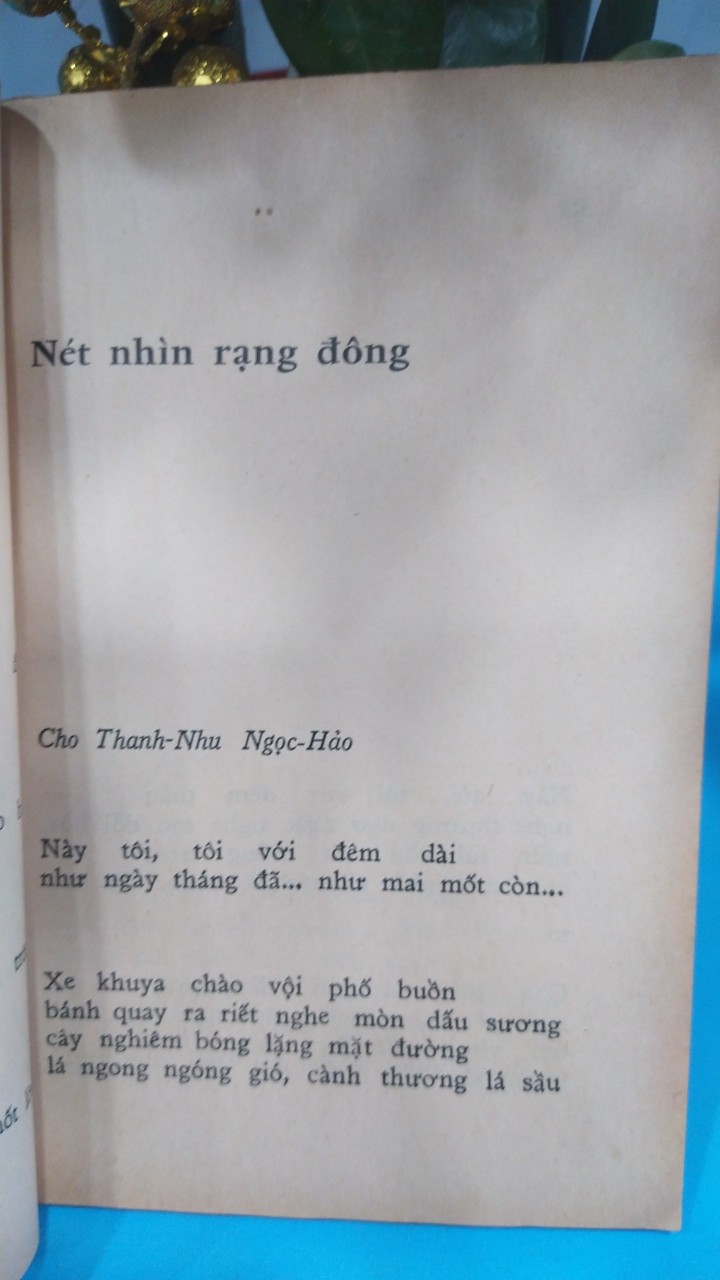 Nét nhìn rạng đông
Cho Thanh-Nhu Ngọc-Hảo
Này tôi, tôi với đêm dài
như ngày tháng đã... như mai mốt còn...
Xe khuya chào vội phố buồn
bánh quay ra riết nghe mòn dấu sương
cây nghiêm bóng lặng mặt đường
lá ngong ngóng gió, cành thương lá sầu